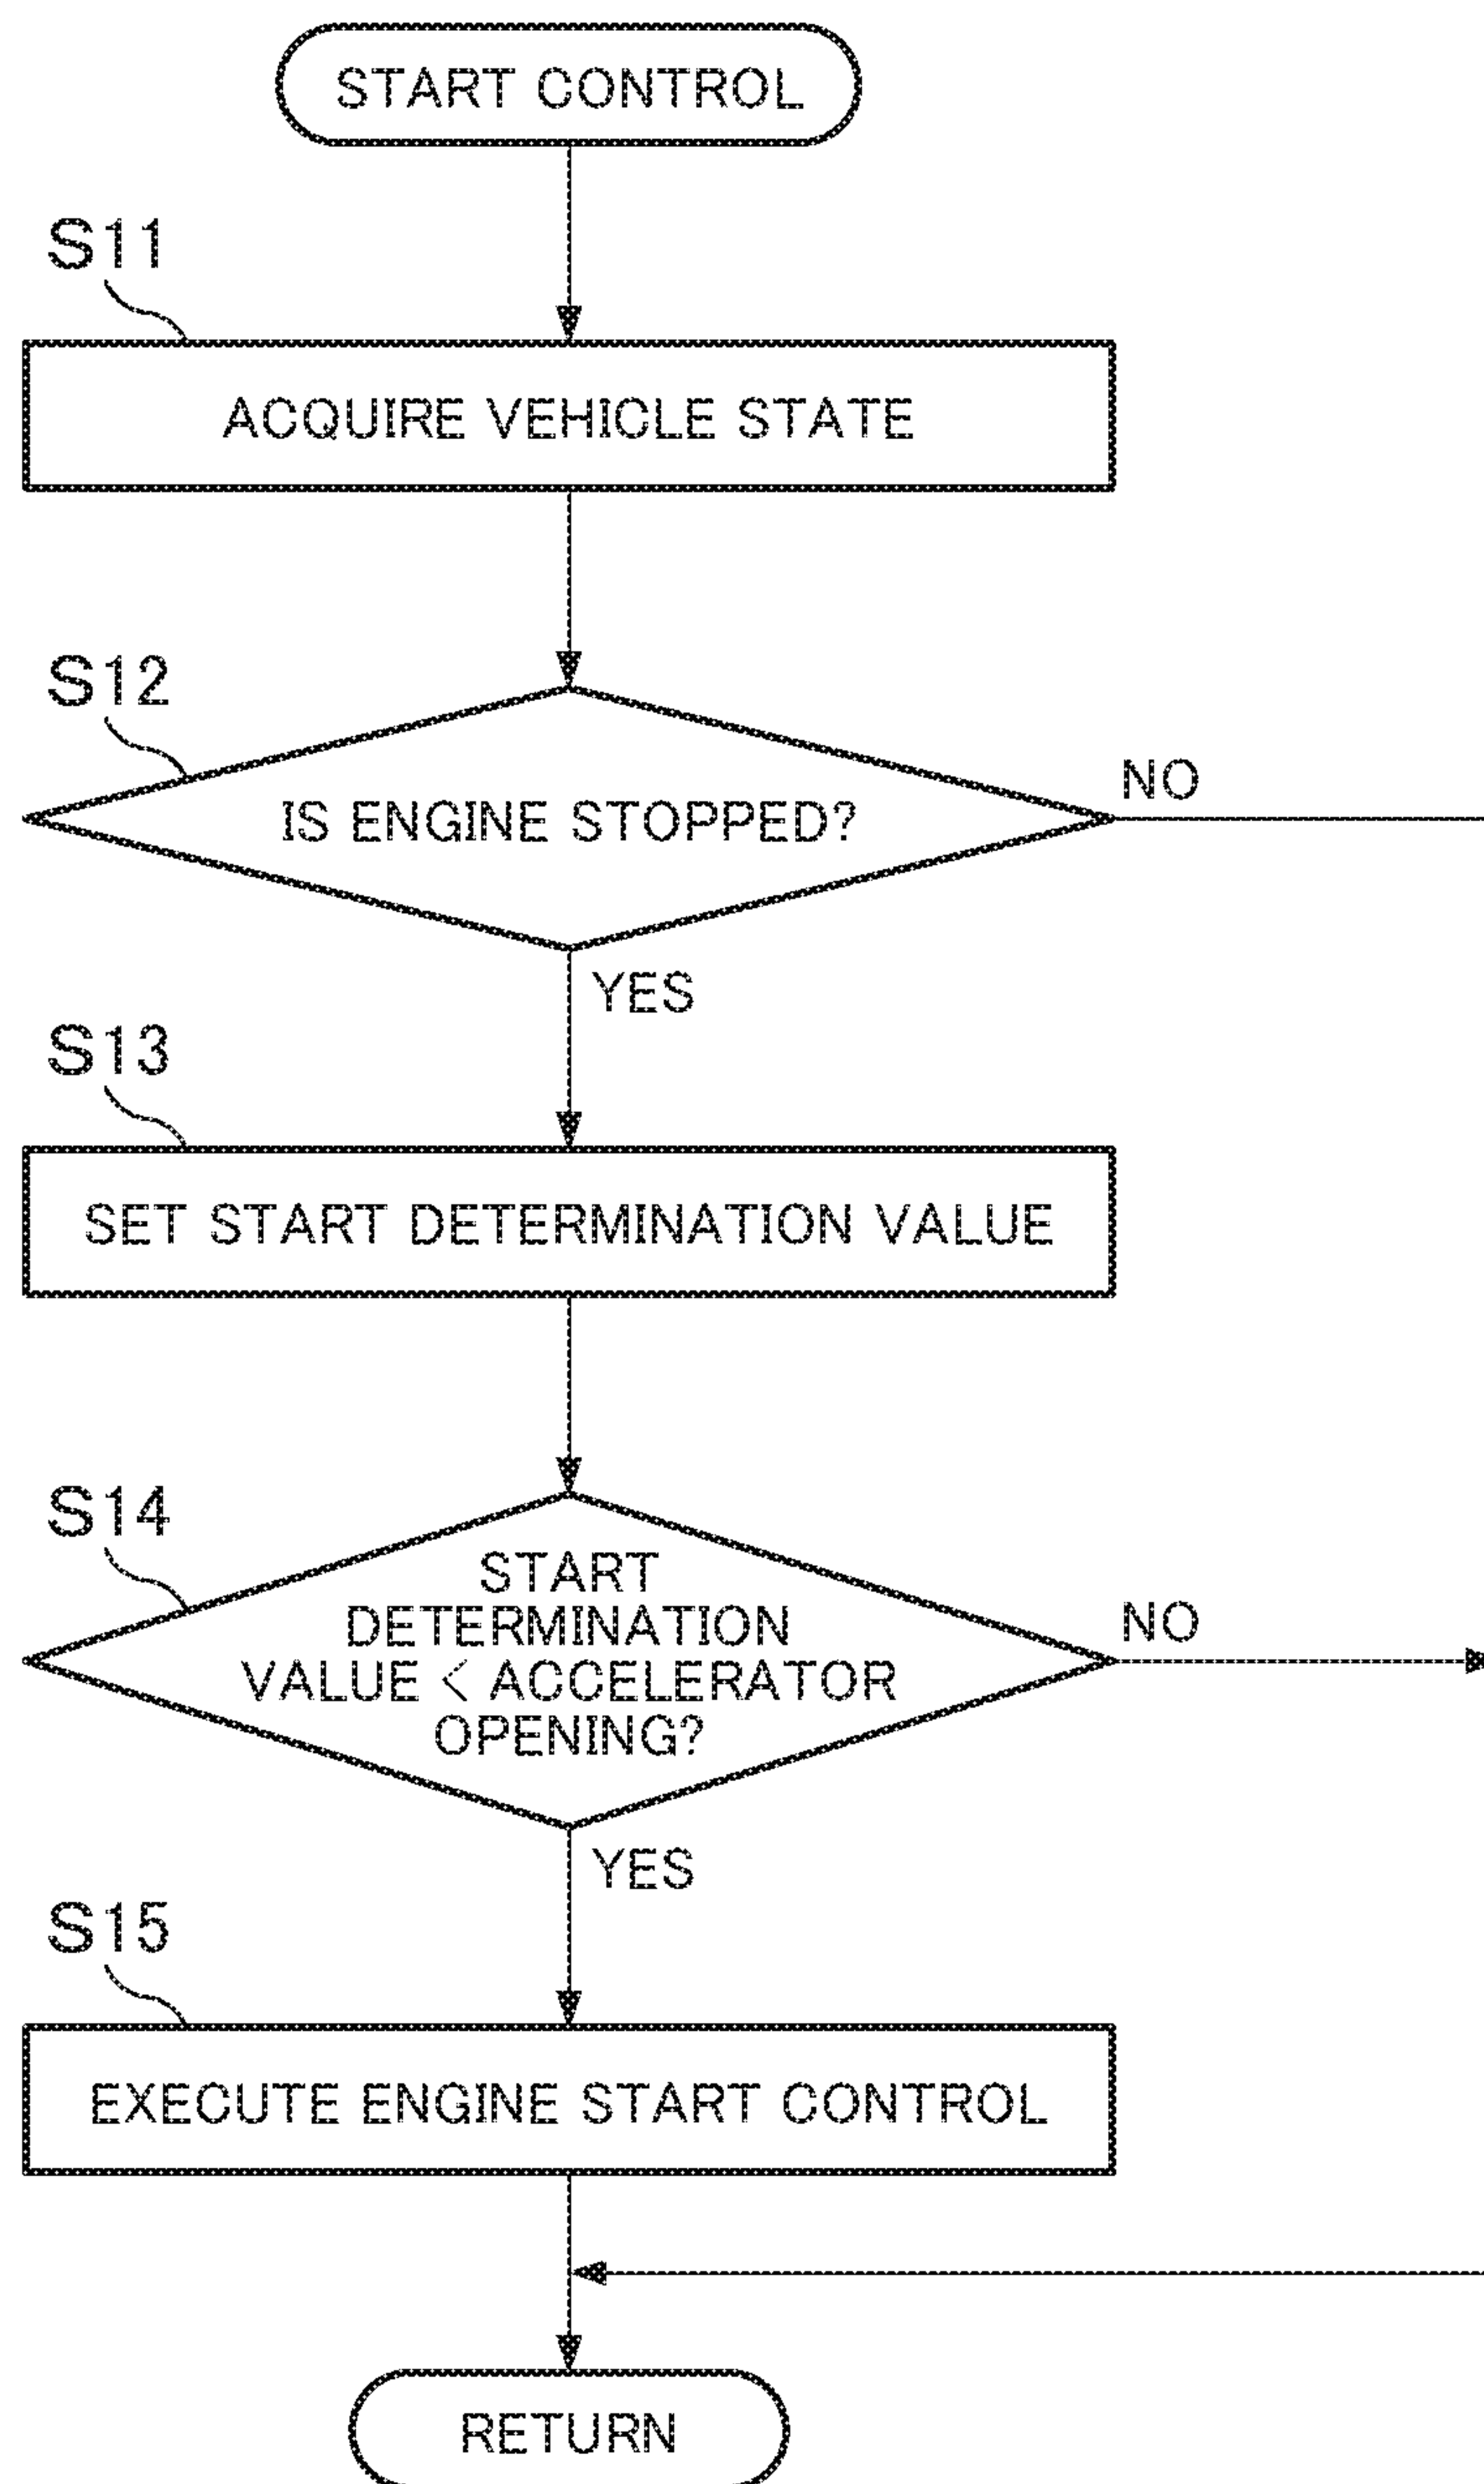 START CONTROL
S11
ACQUIRE VEHICLE STATE
S12
IS ENGINE STOPPED?
NO
YES
S13
SET START DETERMINATION VALUE
S14
START
DETERMINATION
VALUE < ACCELERATOR
OPENING?
NO
YES
S15
EXECUTE ENGINE START CONTROL
RETURN